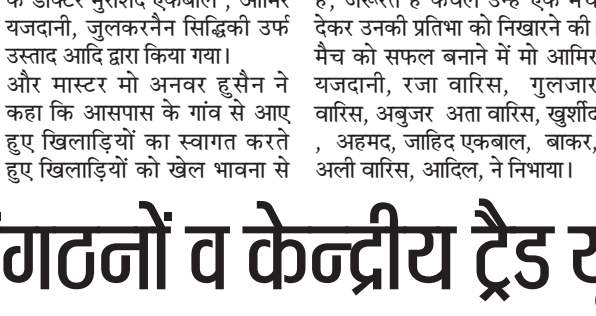 के डाक्टर मुरशिद एकबाल , आमिर
यजदानी, जुलकरनैन सिद्धिकी उर्फ
उस्ताद आदि द्वारा किया गया।
और मास्टर मो अनवर हुसैन ने
कहा कि आसपास के गांव से आए
हुए खिलाड़ियों का स्वागत करते
हुए खिलाड़ियों को खेल भावना से
है, जरूरत है केवल उन्हें एक मंच
देकर उनकी प्रतिभा को निखारने की।
मैच को सफल बनाने में मो आमिर
यजदानी, रजा वारिस, गुलजार
वारिस, अबुजर अता वारिस, खुर्शीद
, अहमद, जाहिद एकबाल, बाकर,
अली वारिस, आदिल, ने निभाया।
गठनों व केन्द्रीय ट्रैड